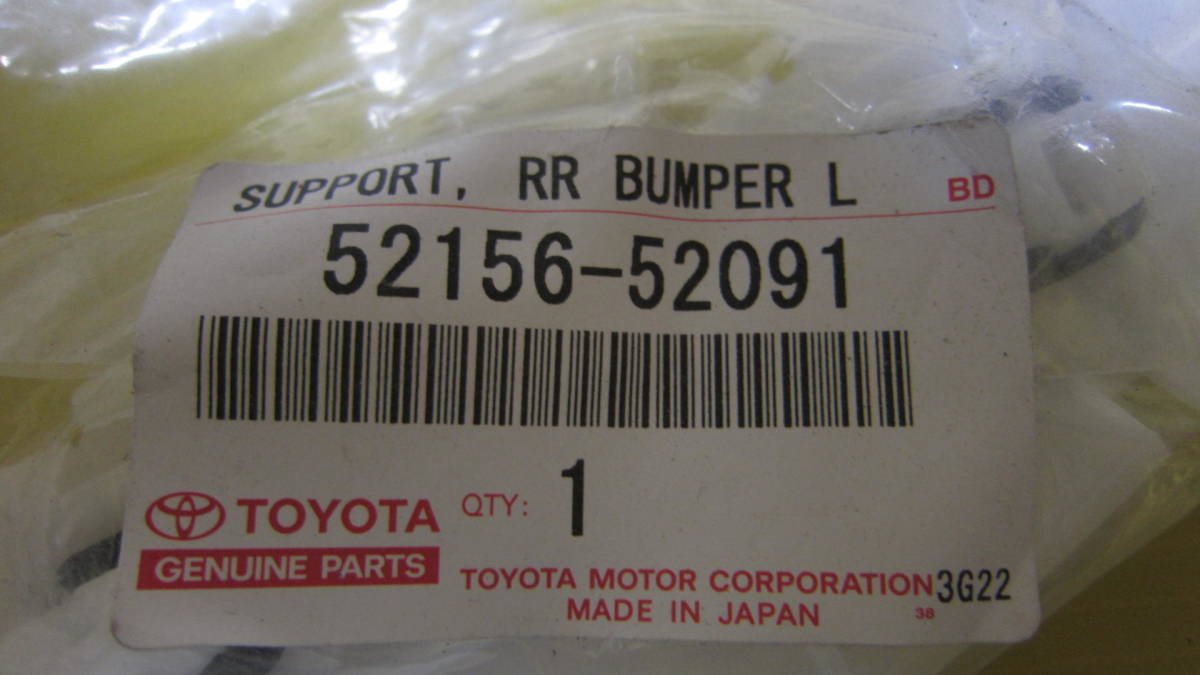 SUPPORT, RR BUMPER L BD
52156-52091
QTY: 1
TOYOTA
GENUINE PARTS
TOYOTA MOTOR CORPORATION 3G22
MADE IN JAPAN 38